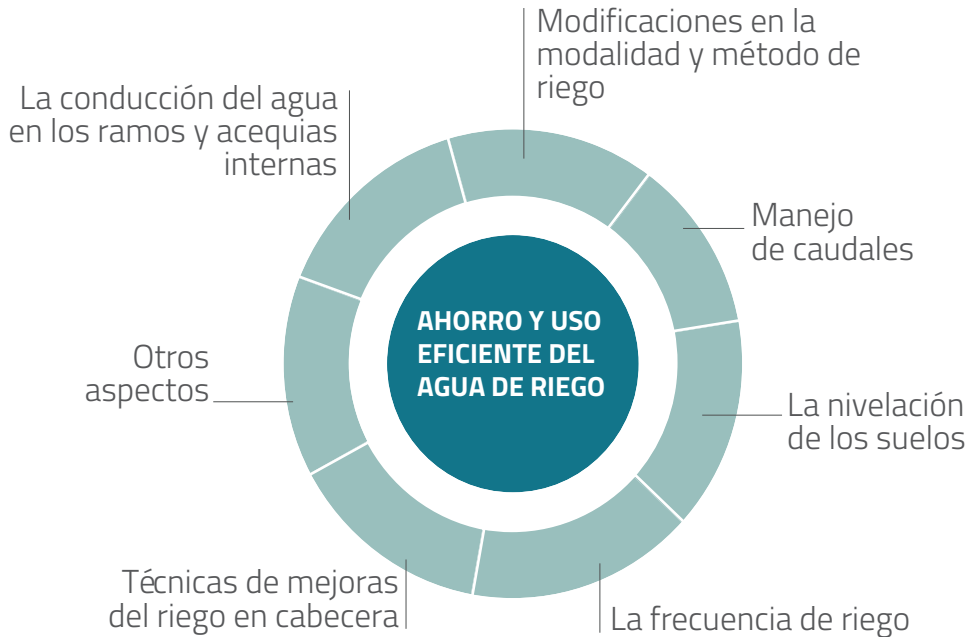 Modificaciones en la
modalidad y método de
riego
La conducción del agua
en los ramos y acequias
internas
Manejo
de caudales
AHORRO Y USO
EFICIENTE DEL
AGUA DE RIEGO
Otros
aspectos
La nivelación
de los suelos
Técnicas de mejoras
del riego en cabecera
La frecuencia de riego